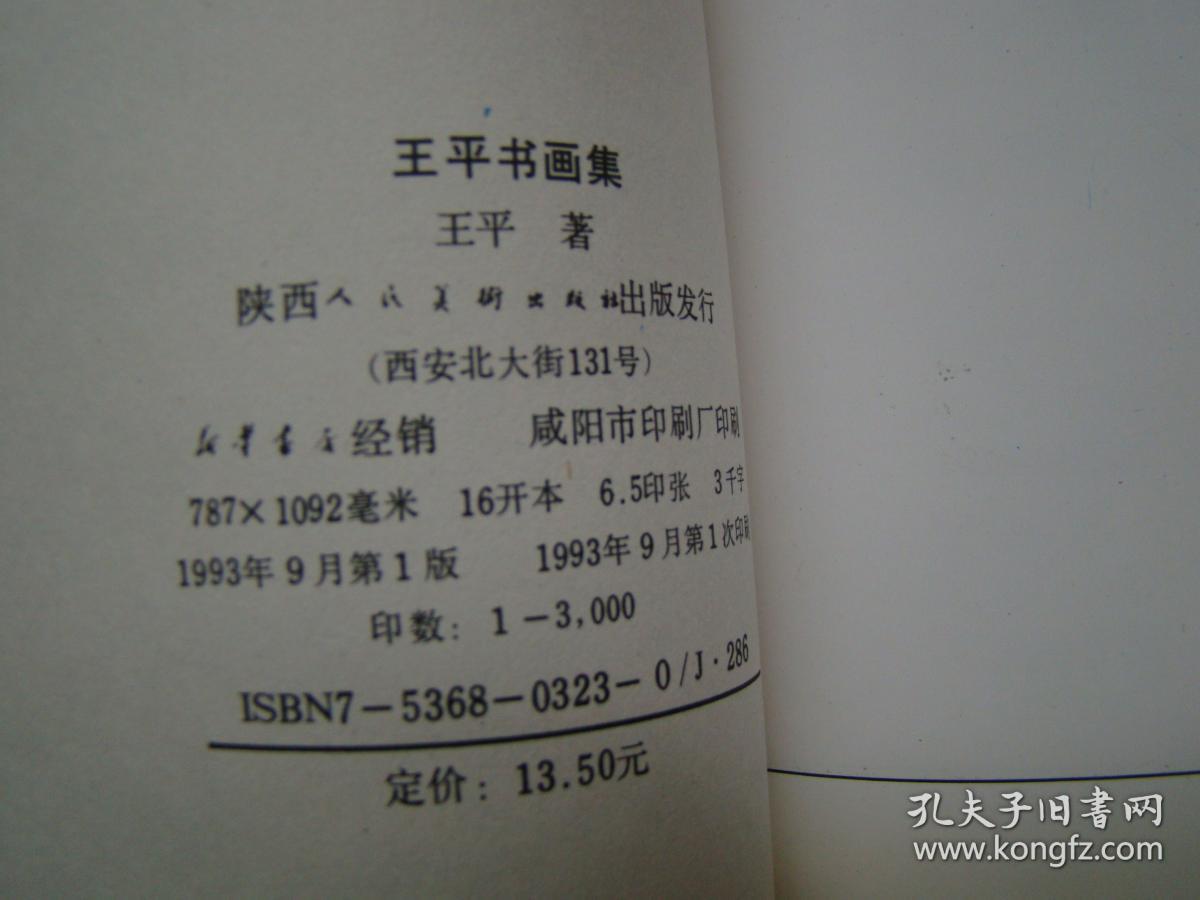 王平书画集
王平 著
陕西人民美術出版社出版发行
(西安北大街131号)
新华书店经销 咸阳市印刷厂印刷
787×1092毫米 16开本 6.5印张 3千字
1993年9月第1版 1993年9月第1次印刷
印数: 1-3,000
ISBN7-5368-0323-0/J·286
定价: 13.50元
孔夫子旧书网
www.kongfz.com